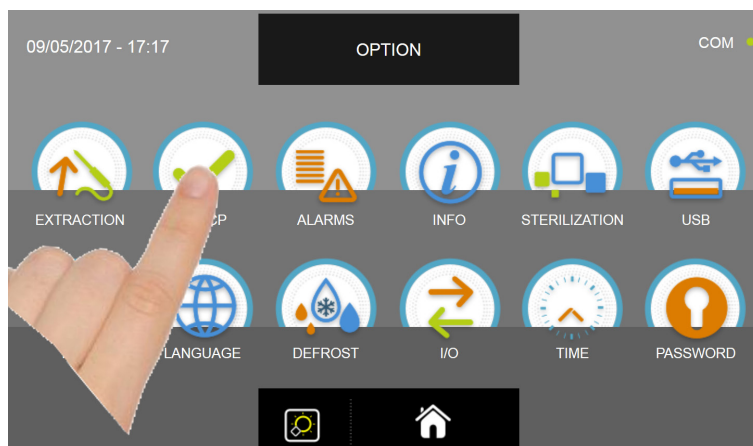 09/05/2017 - 17:17
OPTION
COM
EXTRACTION
CP
ALARMS
INFO
STERILIZATION
USB
LANGUAGE
DEFROST
I/O
TIME
PASSWORD